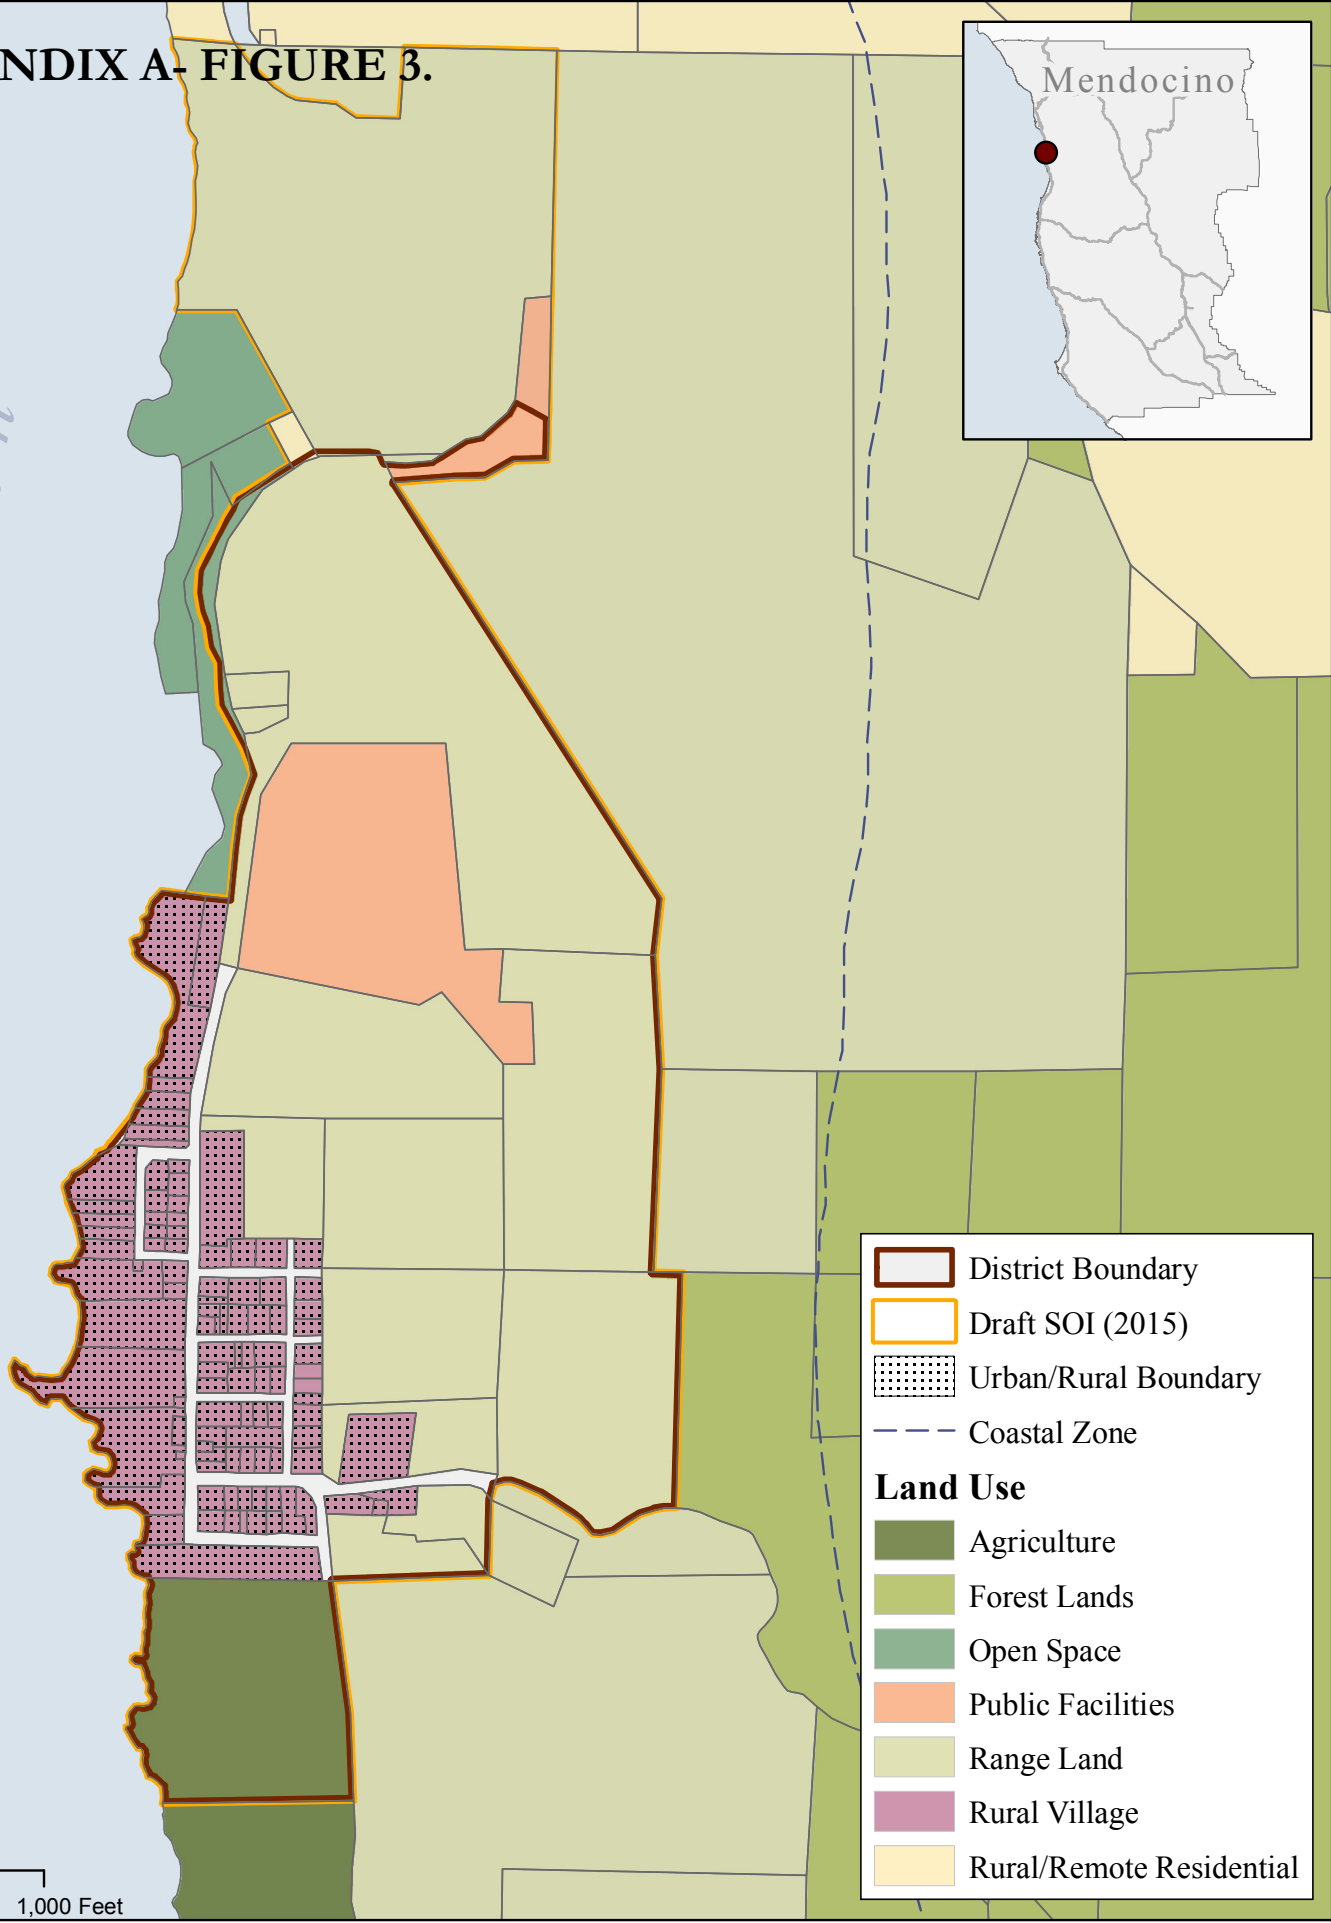 NDIX A- FIGURE 3.
Mendocino
n
District Boundary
Draft SOI (2015)
Urban/Rural Boundary
Coastal Zone
Land Use
Agriculture
Forest Lands
Open Space
Public Facilities
Range Land
Rural Village
Rural/Remote Residential
1,000 Feet